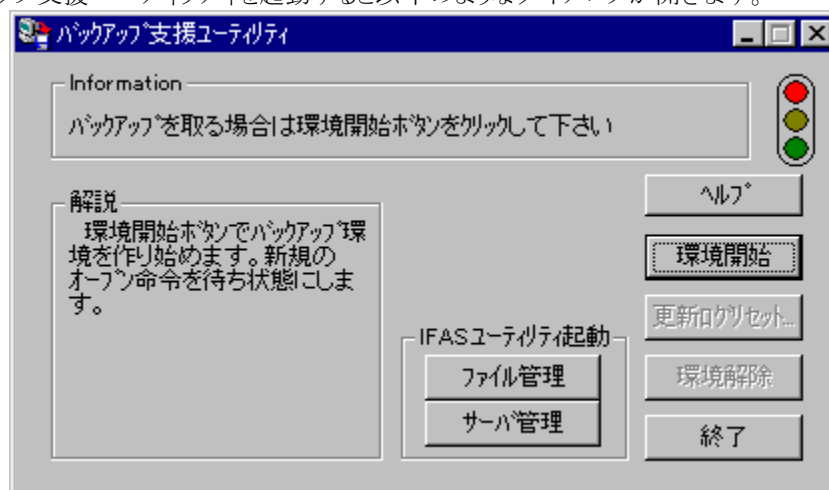 バックアップ支援ユーティリティ
Information
バックアップを取る場合は環境開始ボタンをクリックして下さい
解説
環境開始ボタンでバックアップ環
境を作り始めます。新規の
オープン命令を待ち状態にしま
す。
IFASユーティリティ起動
ファイル管理
サーバ管理
ヘルプ
環境開始
更新ログリセット...
環境解除
終了